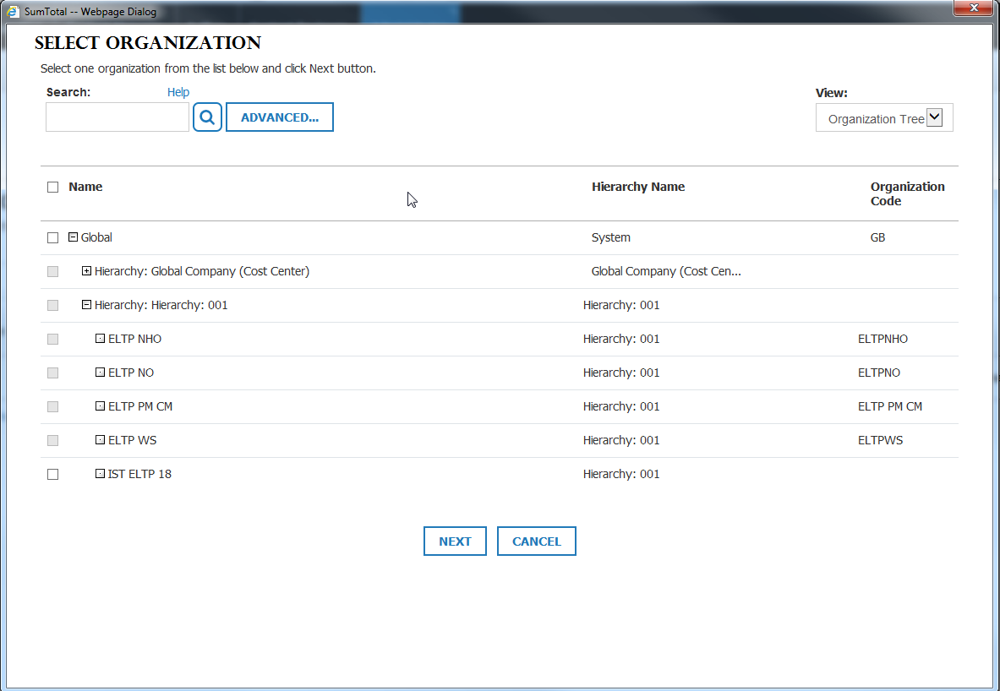 SumTotal -- Webpage Dialog
SELECT ORGANIZATION
Select one organization from the list below and click Next button.
Search: Help View:
ADVANCED... Organization Tree
Name Hierarchy Name Organization
Code
Global System GB
Hierarchy: Global Company (Cost Center) Global Company (Cost Cen...
Hierarchy: Hierarchy: 001 Hierarchy: 001
ELTP NHO Hierarchy: 001 ELTPNHO
ELTP NO Hierarchy: 001 ELTPNO
ELTP PM CM Hierarchy: 001 ELTP PM CM
ELTP WS Hierarchy: 001 ELTPWS
IST ELTP 18 Hierarchy: 001
NEXT CANCEL